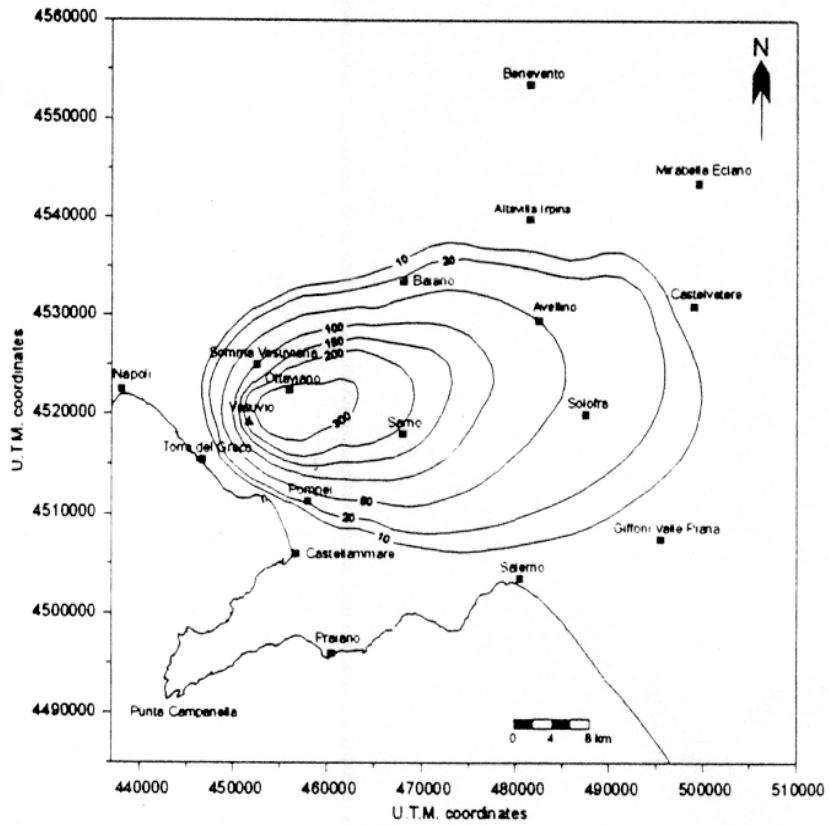 4560000
N
Benevento
4550000
Mirabella Eclano
4540000
Altavilla Irpina
10
20
Baiano
Castelvetere
4530000
Avellino
100
150
Somma Vesuviana
200
Napoli
Ottaviano
4520000
Vesuvio
300
Solofra
Sarno
Torre del Greco
U.T.M. coordinates
Pompei
50
4510000
20
10
Giffoni Valle Piana
Castellammare
Salerno
4500000
Praiano
4490000
Punta Campanella
0 4 8 km
440000 450000 460000 470000 480000 490000 500000 510000
U.T.M. coordinates